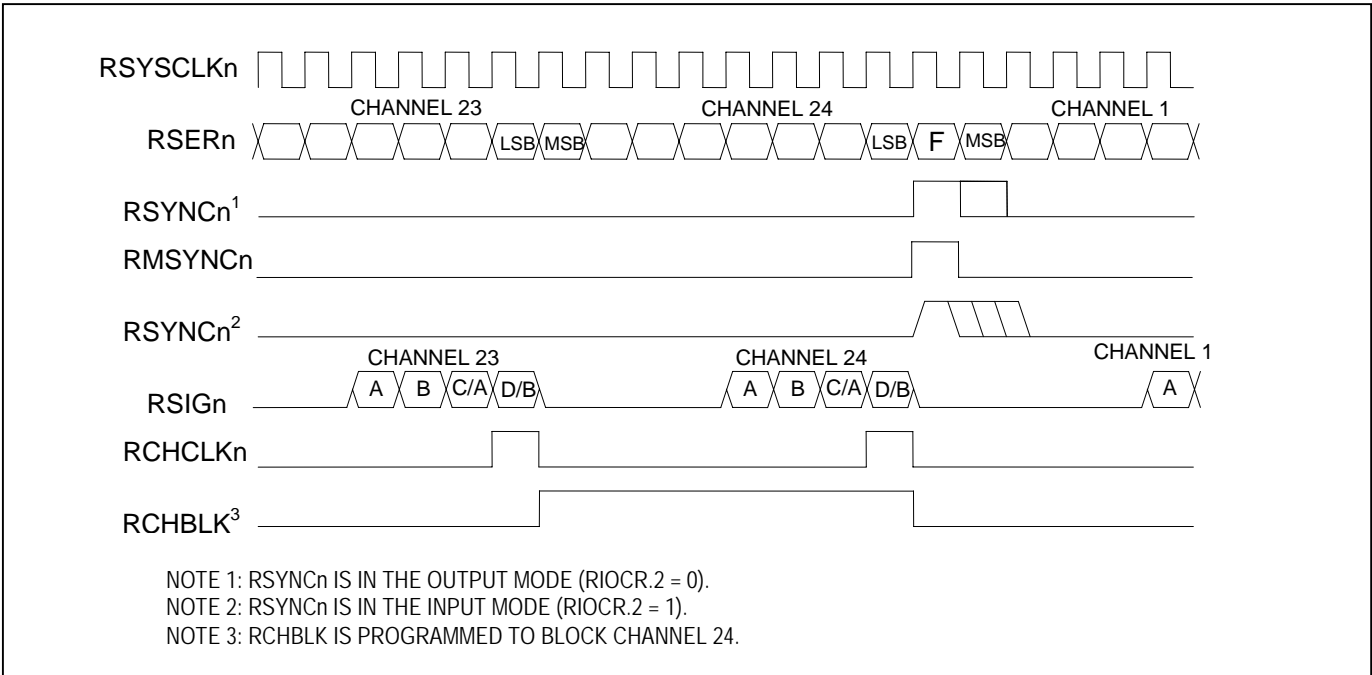 RSYSCLKn
CHANNEL 23 CHANNEL 24 CHANNEL 1
RSERn LSB MSB LSB F MSB
RSYNCn¹
RMSYNCn
RSYNCn²
CHANNEL 23 CHANNEL 24 CHANNEL 1
RSIGn A B C/A D/B A B C/A D/B A
RCHCLKn
RCHBLK³
NOTE 1: RSYNCn IS IN THE OUTPUT MODE (RIOCR.2 = 0).
NOTE 2: RSYNCn IS IN THE INPUT MODE (RIOCR.2 = 1).
NOTE 3: RCHBLK IS PROGRAMMED TO BLOCK CHANNEL 24.